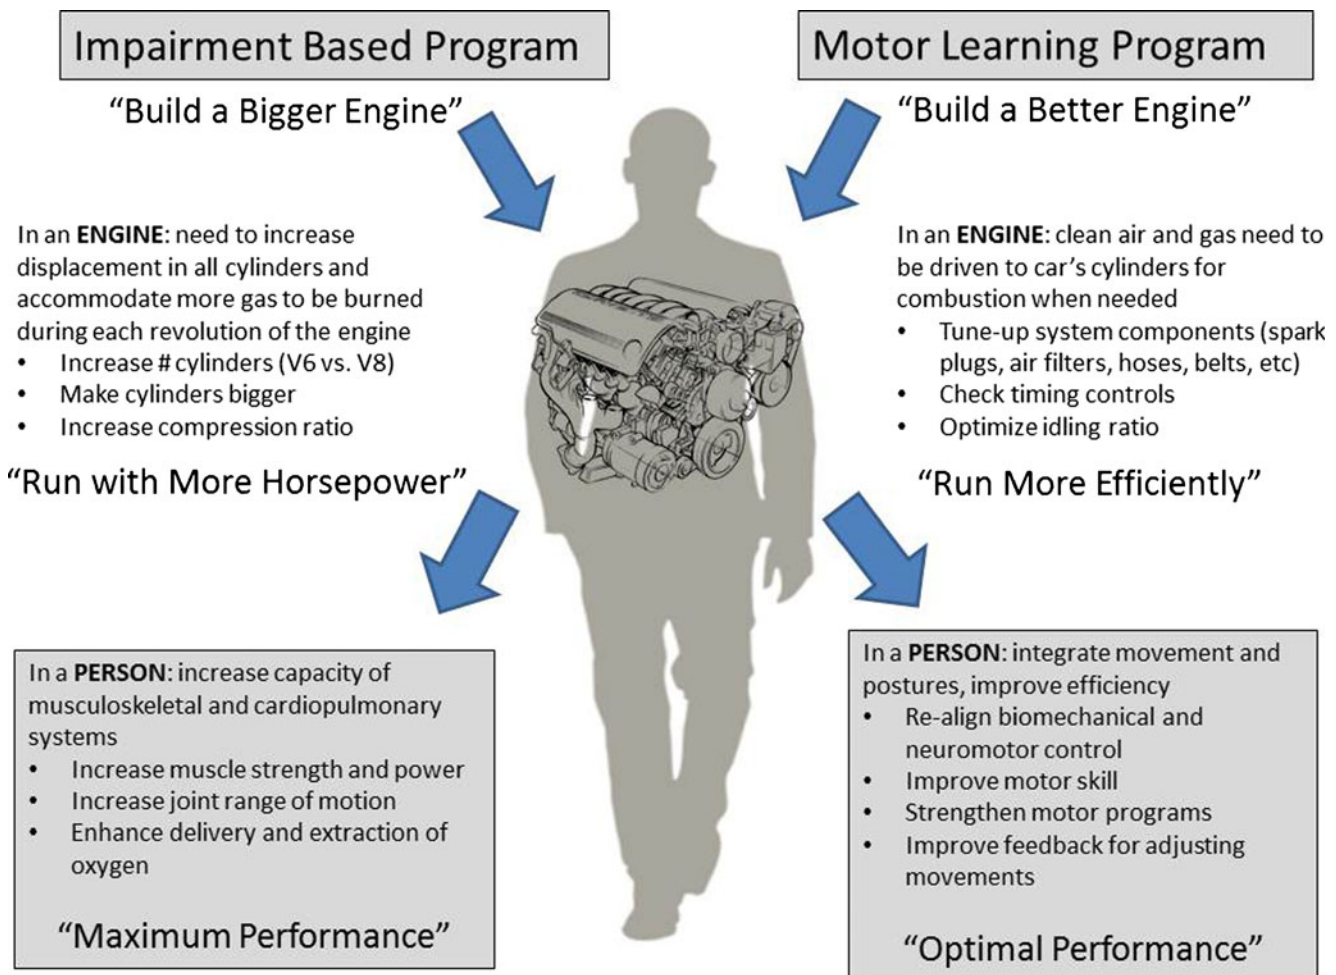 Impairment Based Program
“Build a Bigger Engine”
In an ENGINE: need to increase
displacement in all cylinders and
accommodate more gas to be burned
during each revolution of the engine
• Increase # cylinders (V6 vs. V8)
• Make cylinders bigger
• Increase compression ratio
“Run with More Horsepower”
In a PERSON: increase capacity of
musculoskeletal and cardiopulmonary
systems
• Increase muscle strength and power
• Increase joint range of motion
• Enhance delivery and extraction of
oxygen
“Maximum Performance”
Motor Learning Program
“Build a Better Engine”
In an ENGINE: clean air and gas need to
be driven to car’s cylinders for
combustion when needed
• Tune-up system components (spark
plugs, air filters, hoses, belts, etc)
• Check timing controls
• Optimize idling ratio
“Run More Efficiently”
In a PERSON: integrate movement and
postures, improve efficiency
• Re-align biomechanical and
neuromotor control
• Improve motor skill
• Strengthen motor programs
• Improve feedback for adjusting
movements
“Optimal Performance”